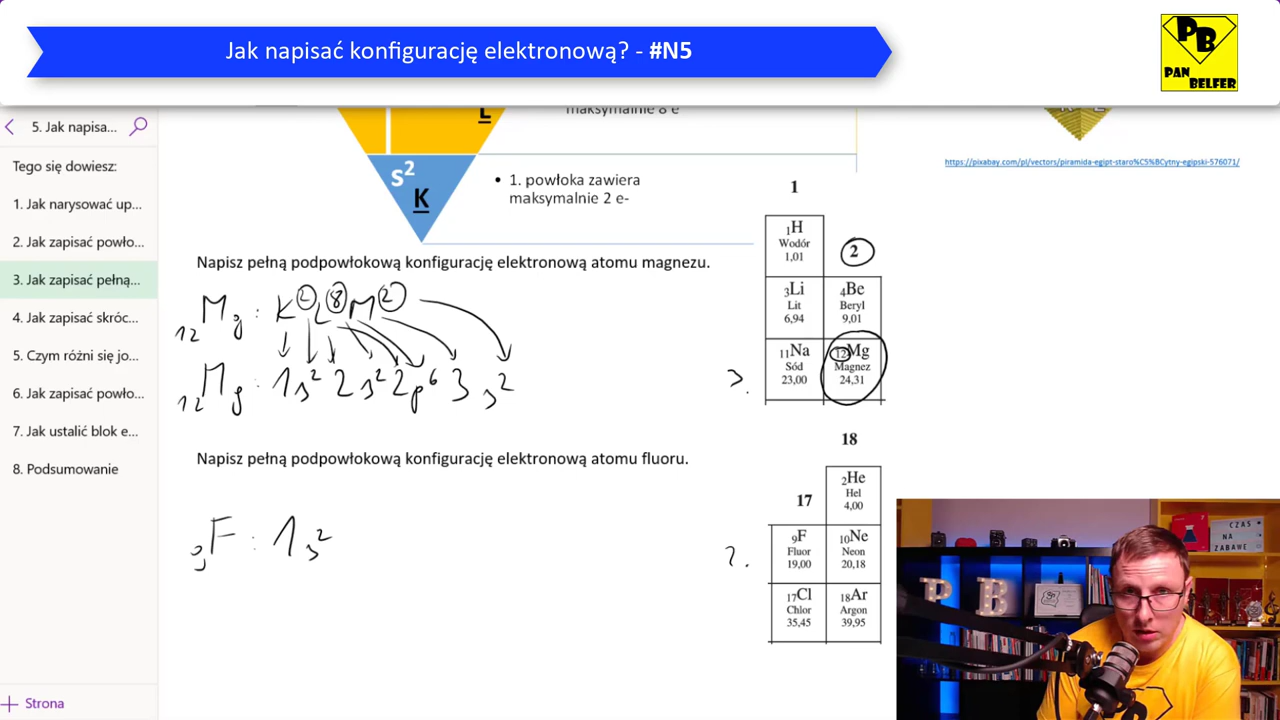 Jak napisać konfigurację elektronową? - #N5
PB
PAN
BELFER
5. Jak napisa...
Tego się dowiesz:
1. Jak narysować up...
2. Jak zapisać powło...
3. Jak zapisać pełną...
4. Jak zapisać skróc...
5. Czym różni się jo...
6. Jak zapisać powło...
7. Jak ustalić blok e...
8. Podsumowanie
Strona
L
maksymalnie 8 e
s²
K
• 1. powłoka zawiera
maksymalnie 2 e-
https://pixabay.com/pl/vectors/piramida-egipt-staro%C5%BCytny-egipski-576071/
Napisz pełną podpowłokową konfigurację elektronową atomu magnezu.
₁₂Mg : K² L⁸ M²
₁₂Mg : 1s² 2s² 2p⁶ 3s²
1
₁H
Wodór
1,01
2
₃Li
Lit
6,94
₄Be
Beryl
9,01
3.
₁₁Na
Sód
23,00
₁₂Mg
Magnez
24,31
Napisz pełną podpowłokową konfigurację elektronową atomu fluoru.
₉F : 1s²
18
₂He
Hel
4,00
17
2.
₉F
Fluor
19,00
₁₀Ne
Neon
20,18
₁₇Cl
Chlor
35,45
₁₈Ar
Argon
39,95
CZAS
NA
ZABAWE
P B